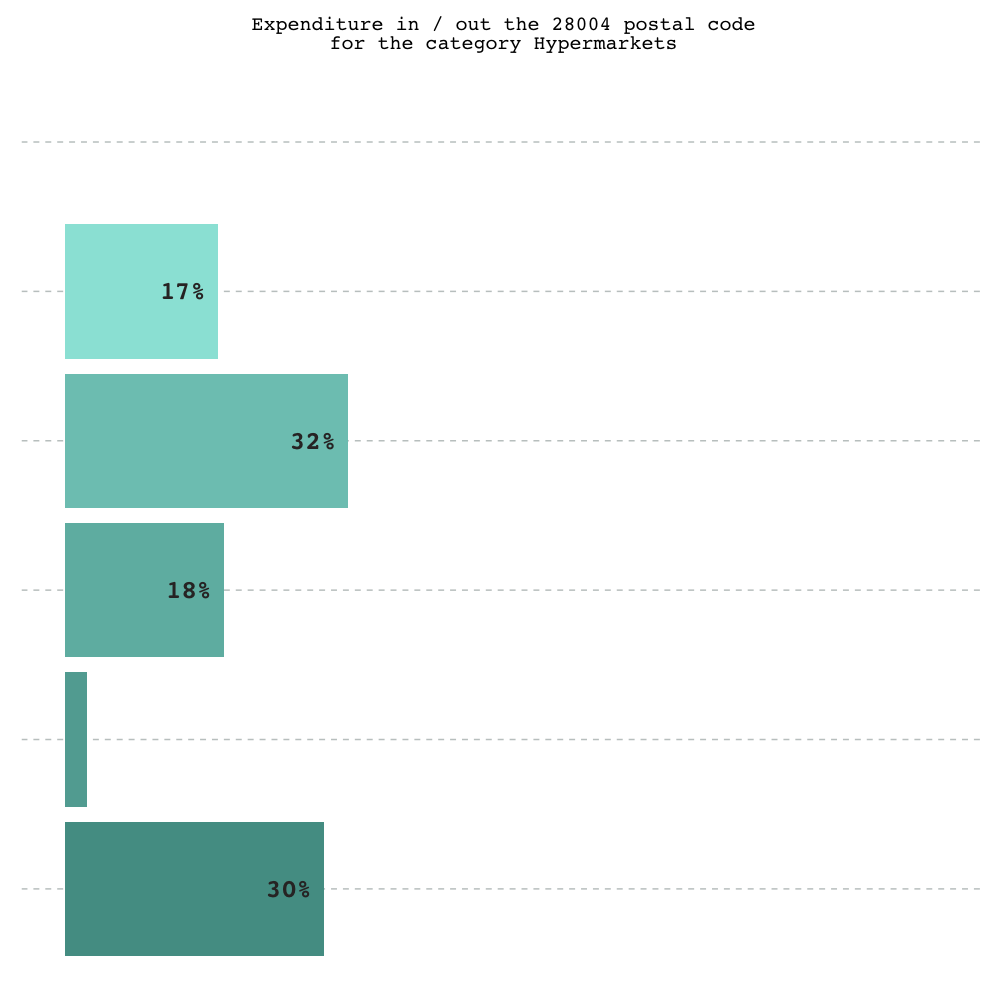 Expenditure in / out the 28004 postal code
for the category Hypermarkets
17%
32%
18%
30%